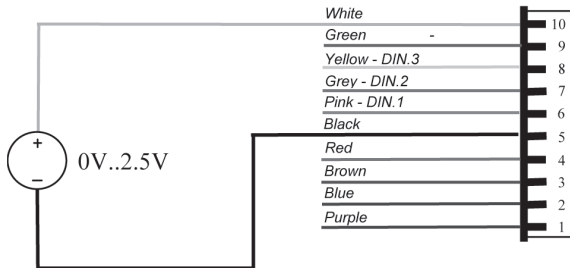 White 10
Green - 9
Yellow - DIN.3 8
Grey - DIN.2 7
Pink - DIN.1 6
Black 5
+ 0V..2.5V
Red 4
−
Brown 3
Blue 2
Purple 1